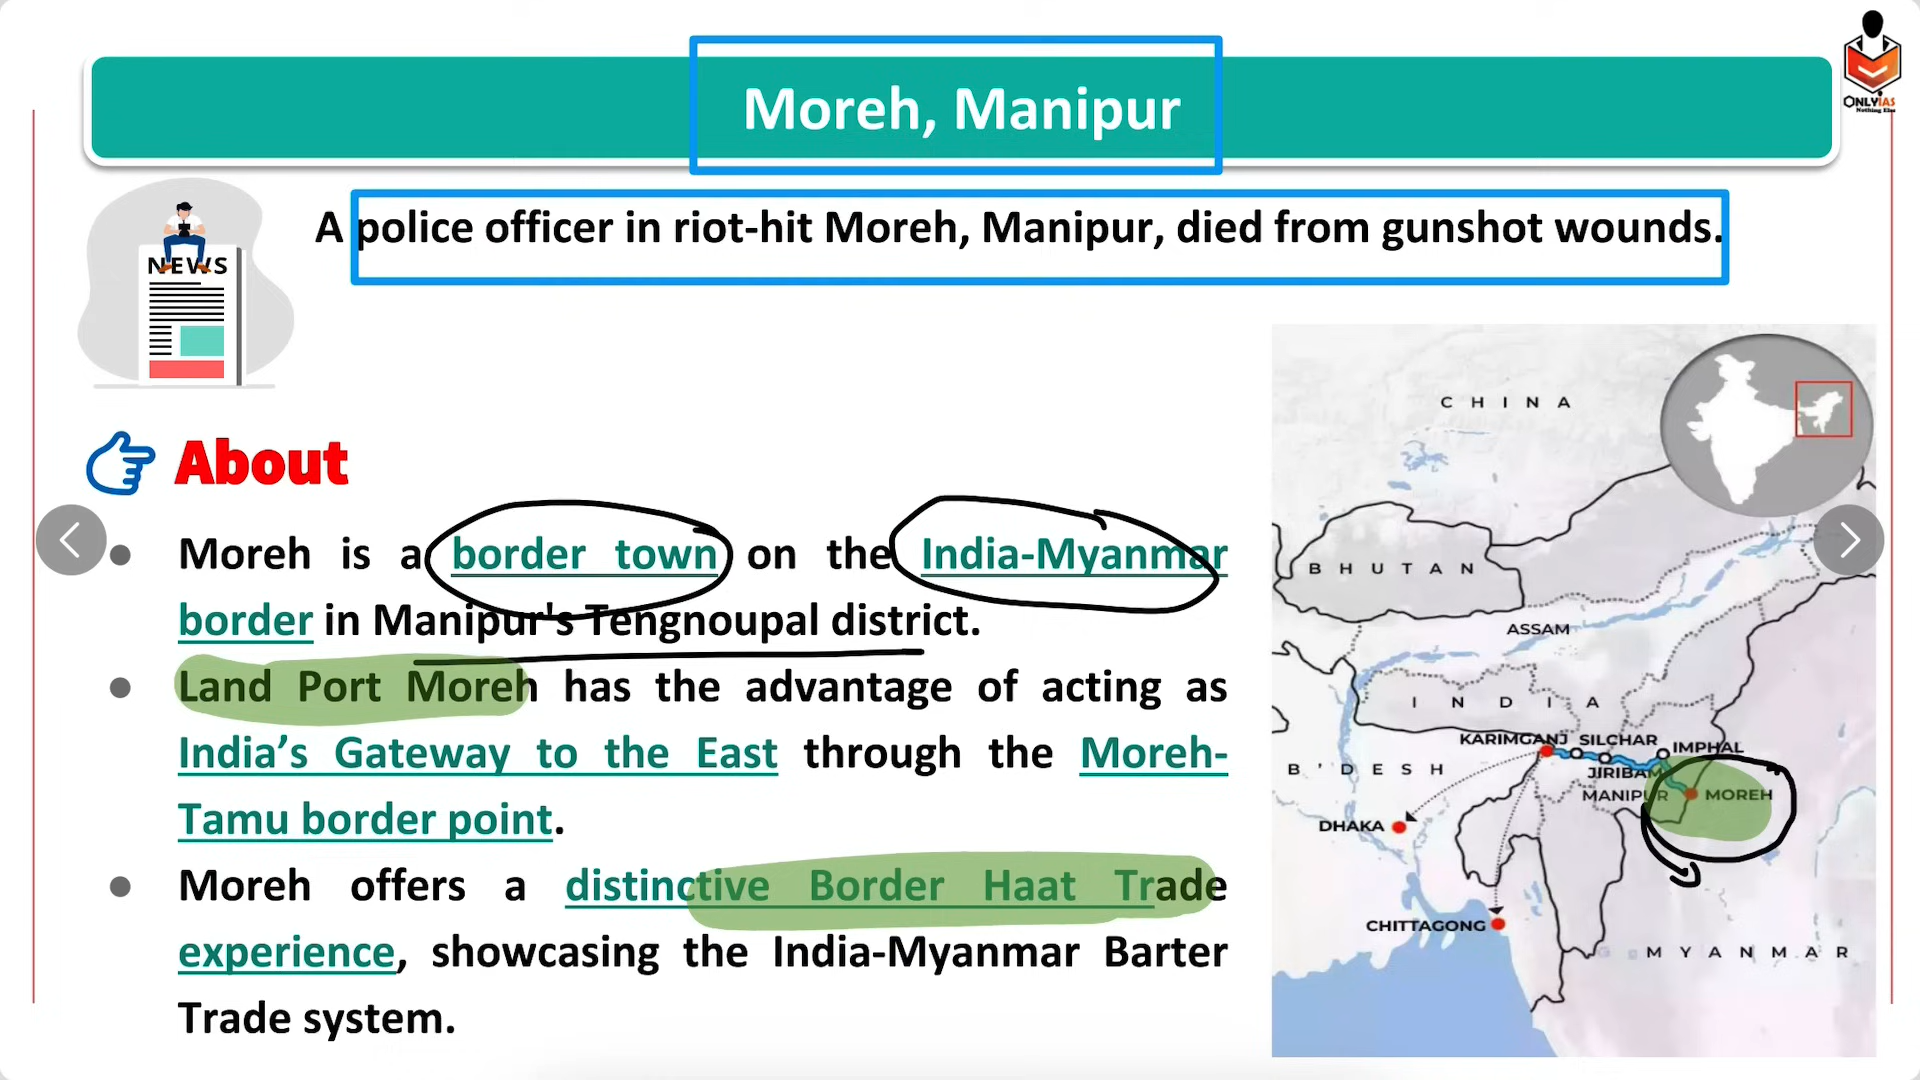 Moreh, Manipur
ONLYIAS
Nothing Else
A police officer in riot-hit Moreh, Manipur, died from gunshot wounds.
NEWS
About
Moreh is a border town on the India-Myanmar
border in Manipur's Tengnoupal district.
Land Port Moreh has the advantage of acting as
India’s Gateway to the East through the Moreh-
Tamu border point.
Moreh offers a distinctive Border Haat Trade
experience, showcasing the India-Myanmar Barter
Trade system.
CHINA
BHUTAN
ASSAM
INDIA
KARIMGANJ SILCHAR IMPHAL
B'DESH
JIRIBAM
MANIPUR MOREH
DHAKA
CHITTAGONG
MYANMAR